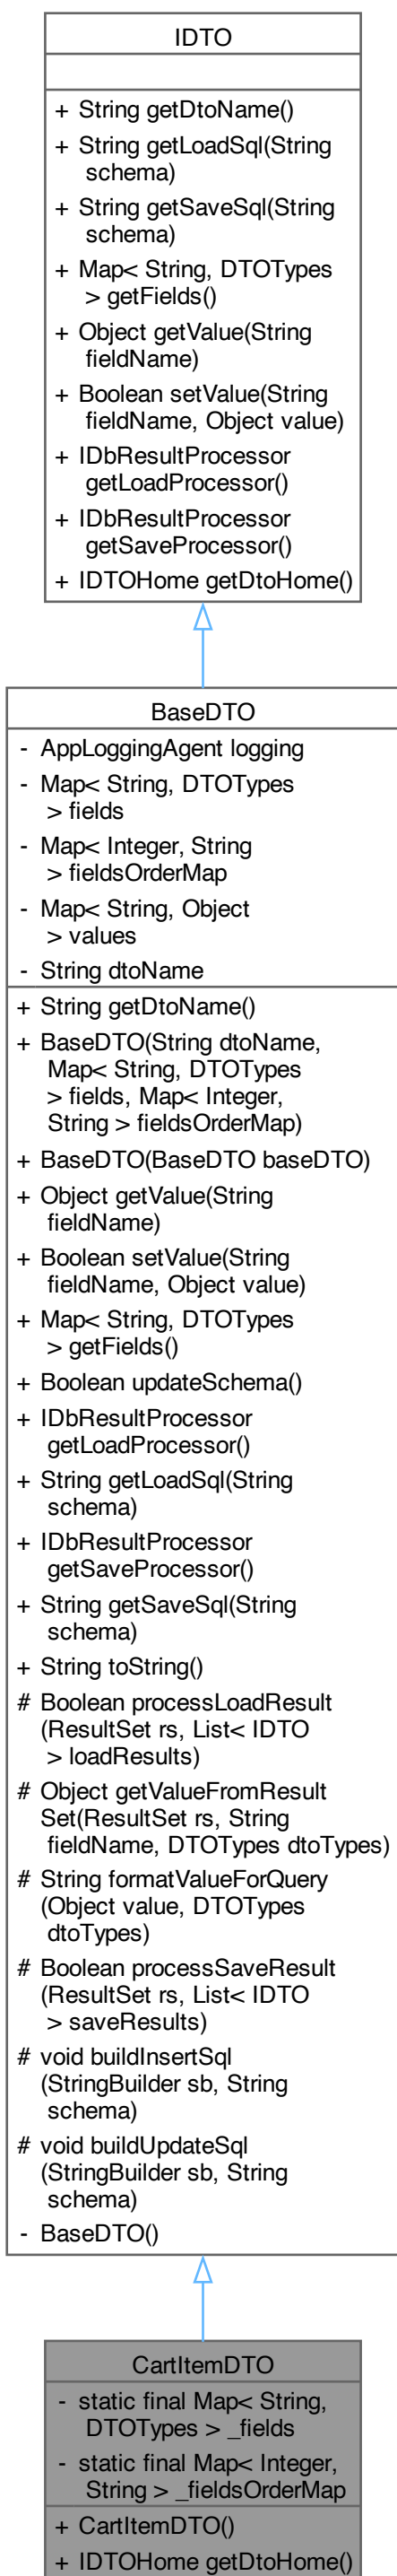 IDTO
+ String getDtoName()
+ String getLoadSql(String
schema)
+ String getSaveSql(String
schema)
+ Map< String, DTOTypes
> getFields()
+ Object getValue(String
fieldName)
+ Boolean setValue(String
fieldName, Object value)
+ IDbResultProcessor
getLoadProcessor()
+ IDbResultProcessor
getSaveProcessor()
+ IDTOHome getDtoHome()
BaseDTO
- AppLoggingAgent logging
- Map< String, DTOTypes
> fields
- Map< Integer, String
> fieldsOrderMap
- Map< String, Object
> values
- String dtoName
+ String getDtoName()
+ BaseDTO(String dtoName,
Map< String, DTOTypes
> fields, Map< Integer,
String > fieldsOrderMap)
+ BaseDTO(BaseDTO baseDTO)
+ Object getValue(String
fieldName)
+ Boolean setValue(String
fieldName, Object value)
+ Map< String, DTOTypes
> getFields()
+ Boolean updateSchema()
+ IDbResultProcessor
getLoadProcessor()
+ String getLoadSql(String
schema)
+ IDbResultProcessor
getSaveProcessor()
+ String getSaveSql(String
schema)
+ String toString()
# Boolean processLoadResult
(ResultSet rs, List< IDTO
> loadResults)
# Object getValueFromResult
Set(ResultSet rs, String
fieldName, DTOTypes dtoTypes)
# String formatValueForQuery
(Object value, DTOTypes
dtoTypes)
# Boolean processSaveResult
(ResultSet rs, List< IDTO
> saveResults)
# void buildInsertSql
(StringBuilder sb, String
schema)
# void buildUpdateSql
(StringBuilder sb, String
schema)
- BaseDTO()
CartItemDTO
- static final Map< String,
DTOTypes > _fields
- static final Map< Integer,
String > _fieldsOrderMap
+ CartItemDTO()
+ IDTOHome getDtoHome()